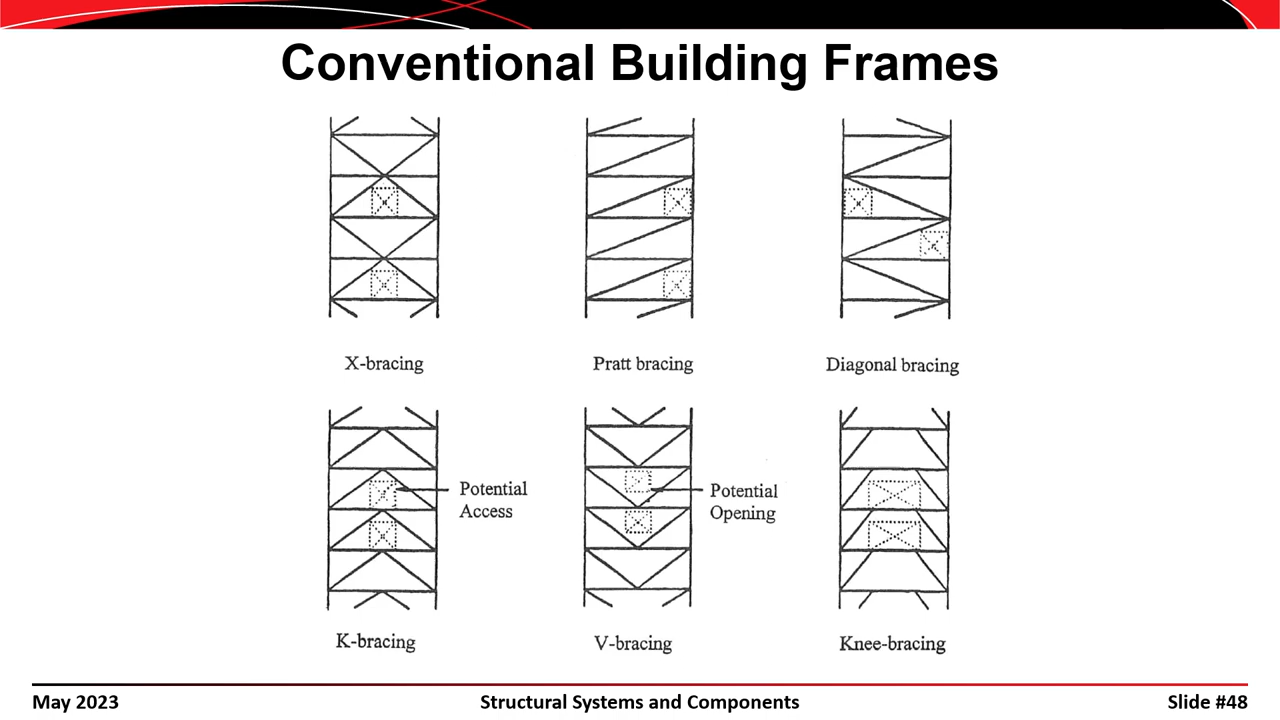 Conventional Building Frames
X-bracing
Pratt bracing
Diagonal bracing
Potential
Access
Potential
Opening
K-bracing
V-bracing
Knee-bracing
May 2023
Structural Systems and Components
Slide #48